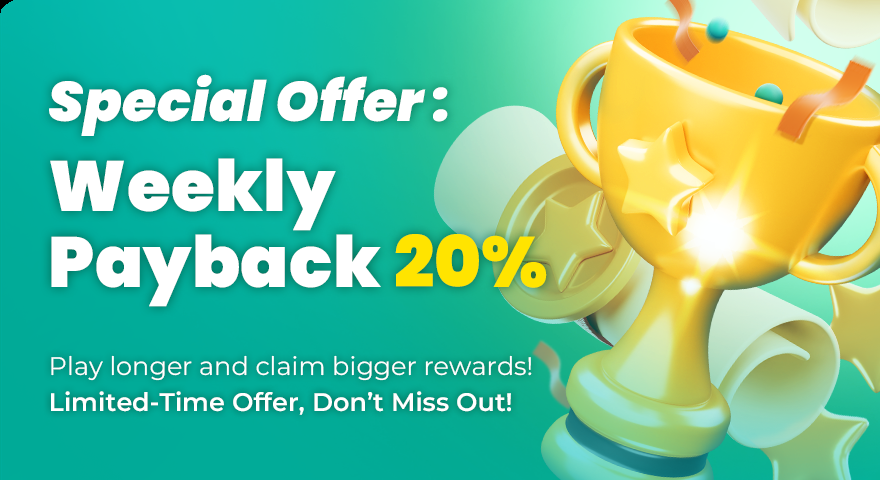 Special Offer:
Weekly
Payback 20%
Play longer and claim bigger rewards!
Limited-Time Offer, Don’t Miss Out!